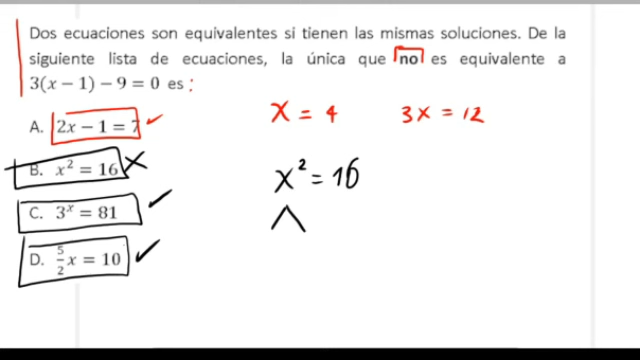 Dos ecuaciones son equivalentes si tienen las mismas soluciones. De la
siguiente lista de ecuaciones, la única que no es equivalente a
3(x − 1) − 9 = 0 es :
A. 2x − 1 = 7
x = 4
3x = 12
B. x² = 16
x² = 16
C. 3ˣ = 81
D. 5/2 x = 10